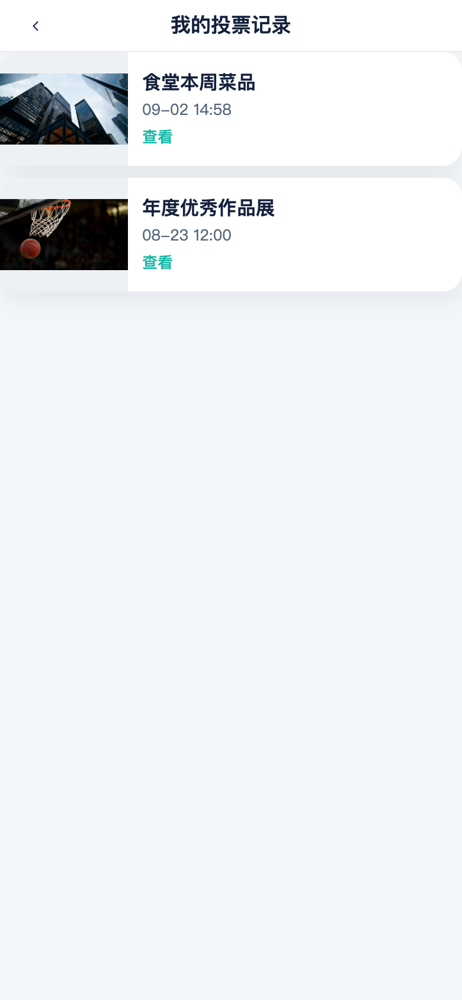 我的投票记录
食堂本周菜品
09-02 14:58
查看
年度优秀作品展
08-23 12:00
查看